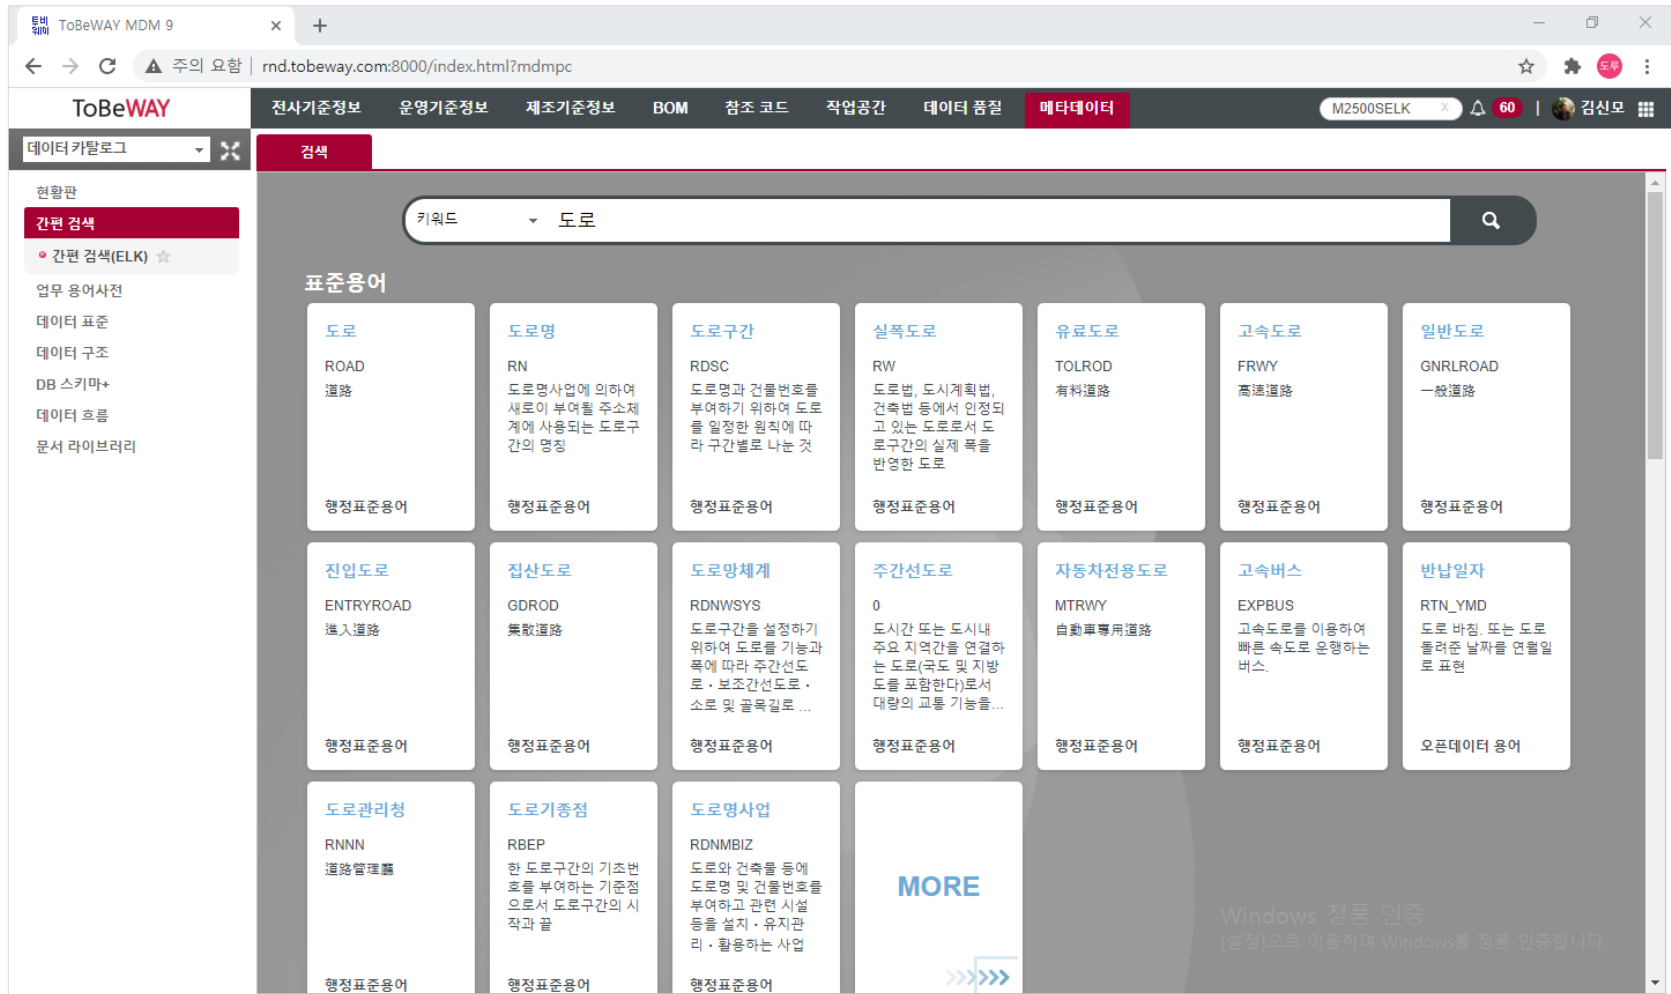 투비웨이 ToBeWAY MDM 9
주의 요함 | rnd.tobeway.com:8000/index.html?mdmpc
도루
ToBeWAY
전사기준정보 운영기준정보 제조기준정보 BOM 참조 코드 작업공간 데이터 품질 메타데이터
M2500SELK X 60 | 김신모
데이터 카탈로그
검색
현황판
간편 검색
간편 검색(ELK)
업무 용어사전
데이터 표준
데이터 구조
DB 스키마+
데이터 흐름
문서 라이브러리
키워드 도로
표준용어
도로
ROAD
道路
행정표준용어
도로명
RN
도로명사업에 의하여
새로이 부여될 주소체
계에 사용되는 도로구
간의 명칭
행정표준용어
도로구간
RDSC
도로명과 건물번호를
부여하기 위하여 도로
를 일정한 원칙에 따
라 구간별로 나눈 것
행정표준용어
실폭도로
RW
도로법, 도시계획법,
건축법 등에서 인정되
고 있는 도로로서 도
로구간의 실제 폭을
반영한 도로
행정표준용어
유료도로
TOLROD
有料道路
행정표준용어
고속도로
FRWY
高速道路
행정표준용어
일반도로
GNRLROAD
一般道路
행정표준용어
진입도로
ENTRYROAD
進入道路
행정표준용어
집산도로
GDROD
集散道路
행정표준용어
도로망체계
RDNWSYS
도로구간을 설정하기
위하여 도로를 기능과
폭에 따라 주간선도
로・보조간선도로・
소로 및 골목길로 ...
행정표준용어
주간선도로
0
도시간 또는 도시내
주요 지역간을 연결하
는 도로(국도 및 지방
도를 포함한다)로서
대량의 교통 기능을...
행정표준용어
자동차전용도로
MTRWY
自動車專用道路
행정표준용어
고속버스
EXPBUS
고속도로를 이용하여
빠른 속도로 운행하는
버스.
행정표준용어
반납일자
RTN_YMD
도로 바침. 또는 도로
돌려준 날짜를 연월일
로 표현
오픈데이터 용어
도로관리청
RNNN
道路管理廳
행정표준용어
도로기종점
RBEP
한 도로구간의 기초번
호를 부여하는 기준점
으로서 도로구간의 시
작과 끝
행정표준용어
도로명사업
RDNMBIZ
도로와 건축물 등에
도로명 및 건물번호를
부여하고 관련 시설
등을 설치・유지관
리・활용하는 사업
행정표준용어
MORE
Windows 정품 인증
[설정]으로 이동하여 Windows를 정품 인증합니다.